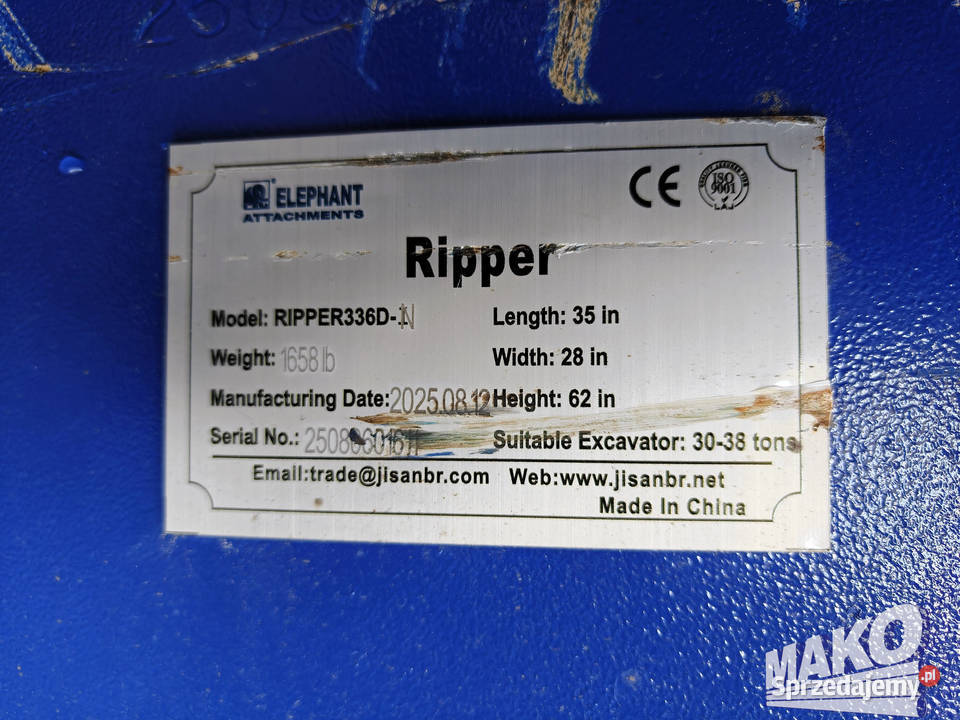 ELEPHANT
ATTACHMENTS
CE
ISO
9001
Ripper
Model: RIPPER336D-
Length: 35 in
Weight: 1658lb
Width: 28 in
Manufacturing Date: 2025.08.12
Height: 62 in
Serial No.:
Suitable Excavator: 30-38 tons
Email:trade@jisanbr.com Web:www.jisanbr.net
Made In China
MAKO
Sprzedajemy.pl